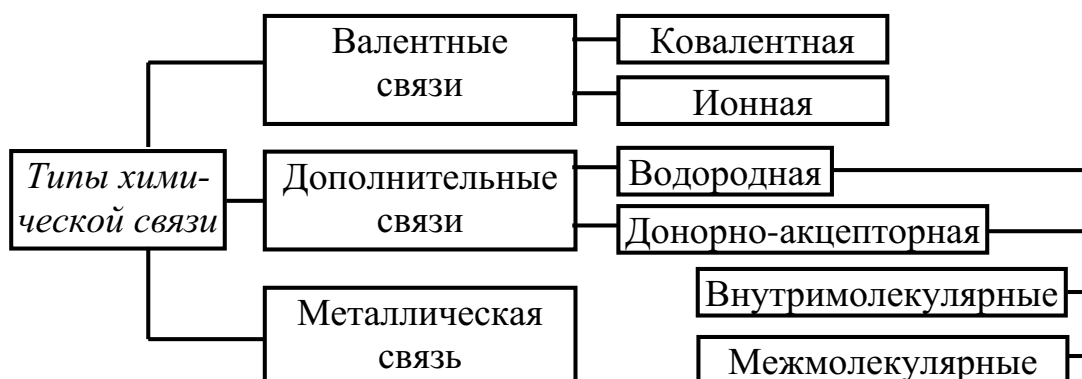 Валентные
связи
Ковалентная
Ионная
Типы хими-
ческой связи
Дополнительные
связи
Водородная
Донорно-акцепторная
Внутримолекулярные
Металлическая
связь
Межмолекулярные